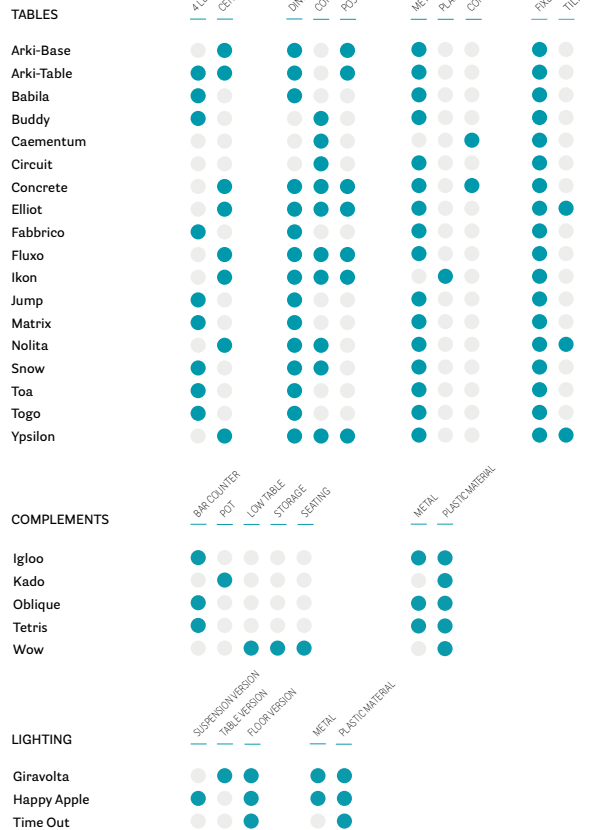 TABLES
Arki-Base
Arki-Table
Babila
Buddy
Caementum
Circuit
Concrete
Elliot
Fabbrico
Fluxo
Ikon
Jump
Matrix
Nolita
Snow
Toa
Togo
Ypsilon
COMPLEMENTS
BAR COUNTER
POT
LOW TABLE
STORAGE
SEATING
METAL
PLASTIC MATERIAL
Igloo
Kado
Oblique
Tetris
Wow
LIGHTING
SUSPENSION VERSION
TABLE VERSION
FLOOR VERSION
METAL
PLASTIC MATERIAL
Giravolta
Happy Apple
Time Out